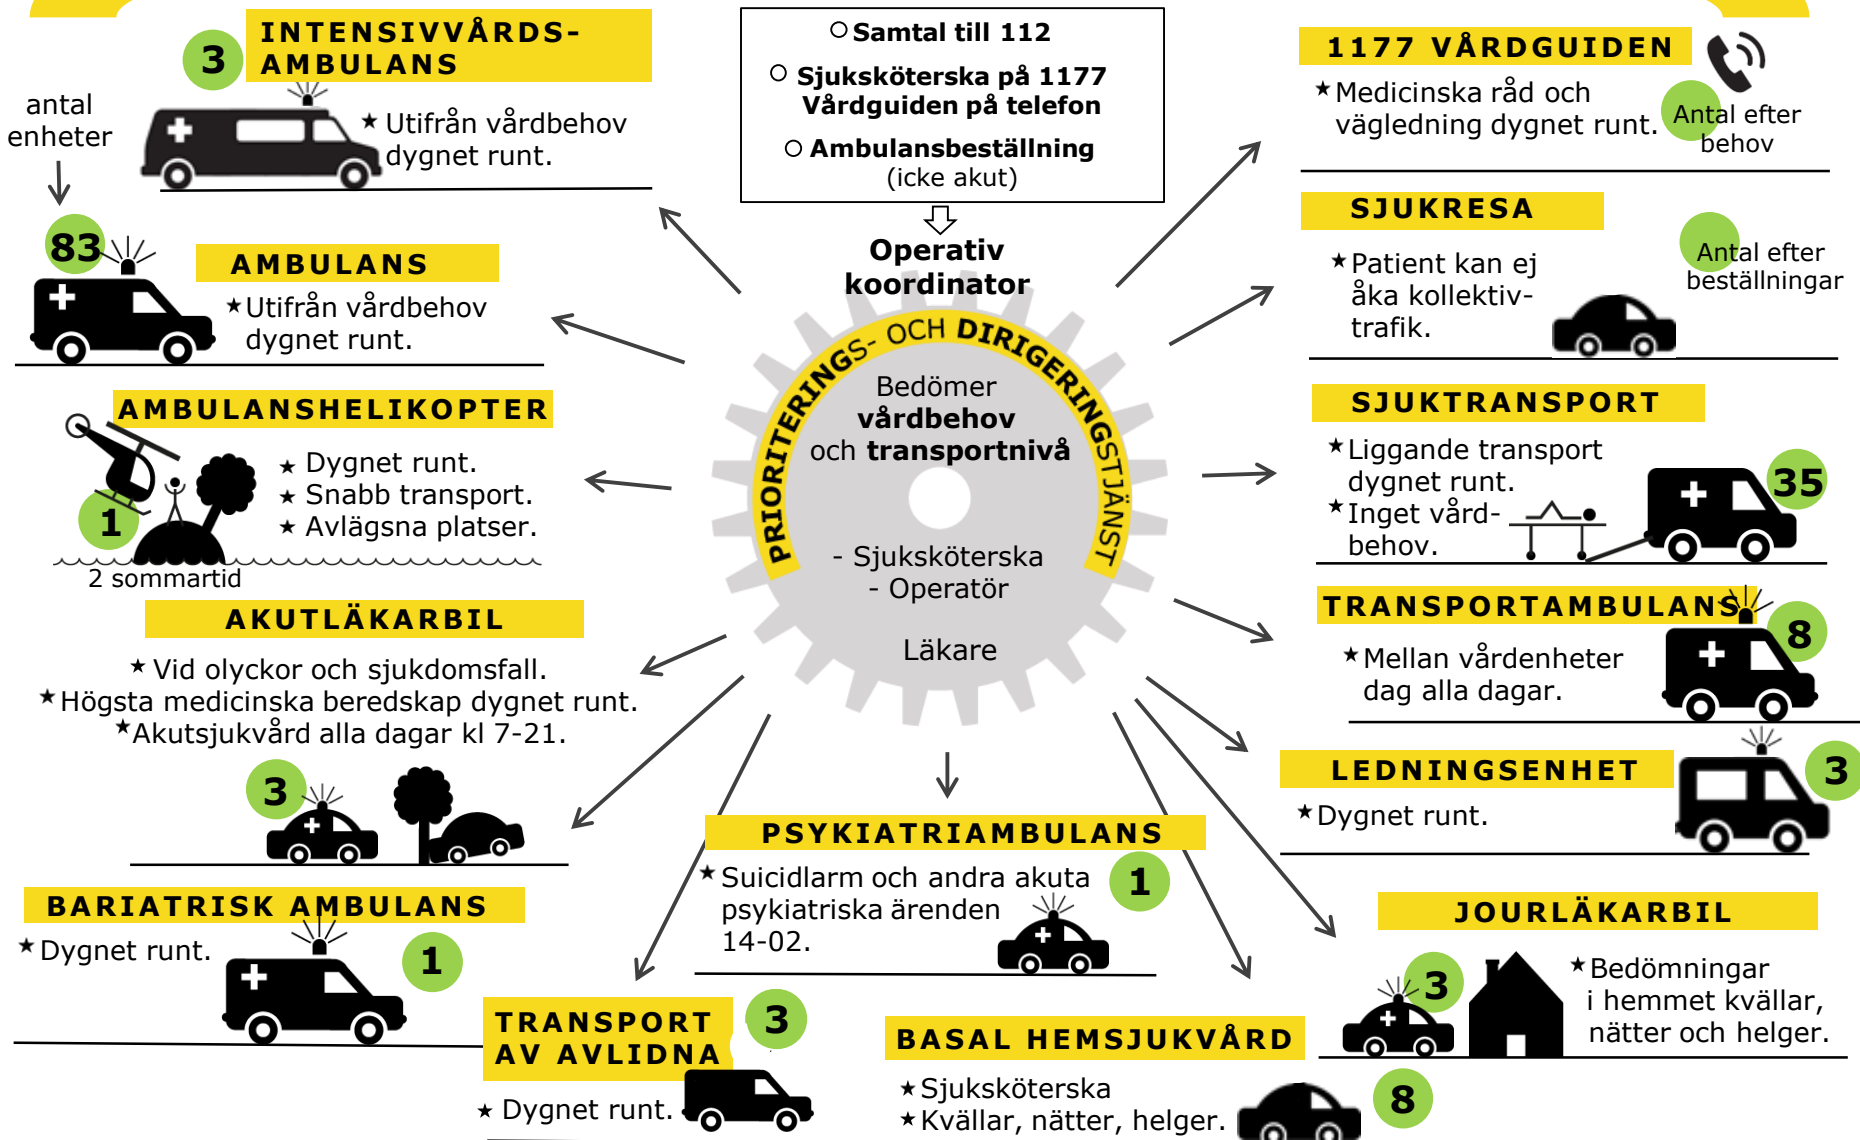 INTENSIVVÅRDS-
AMBULANS
3
antal
enheter
★ Utifrån vårdbehov
dygnet runt.
83
AMBULANS
★ Utifrån vårdbehov
dygnet runt.
AMBULANSHELIKOPTER
★ Dygnet runt.
★ Snabb transport.
★ Avlägsna platser.
1
2 sommartid
AKUTLÄKARBIL
★ Vid olyckor och sjukdomsfall.
★ Högsta medicinska beredskap dygnet runt.
★ Akutsjukvård alla dagar kl 7-21.
3
BARIATRISK AMBULANS
★ Dygnet runt.
1
TRANSPORT
AV AVLIDNA
3
★ Dygnet runt.
○ Samtal till 112
○ Sjuksköterska på 1177
Vårdguiden på telefon
○ Ambulansbeställning
(icke akut)
Operativ
koordinator
PRIORITERINGS- OCH DIRIGERINGSTJÄNST
Bedömer
vårdbehov
och transportnivå
- Sjuksköterska
- Operatör
Läkare
PSYKIATRIAMBULANS
★ Suicidlarm och andra akuta
psykiatriska ärenden
14-02.
1
BASAL HEMSJUKVÅRD
★ Sjuksköterska
★ Kvällar, nätter, helger.
8
1177 VÅRDGUIDEN
★ Medicinska råd och
vägledning dygnet runt.
Antal efter
behov
SJUKRESA
★ Patient kan ej
åka kollektiv-
trafik.
Antal efter
beställningar
SJUKTRANSPORT
★ Liggande transport
dygnet runt.
★ Inget vård-
behov.
35
TRANSPORTAMBULANS
8
★ Mellan vårdenheter
dag alla dagar.
LEDNINGSENHET
3
★ Dygnet runt.
JOURLÄKARBIL
3
★ Bedömningar
i hemmet kvällar,
nätter och helger.